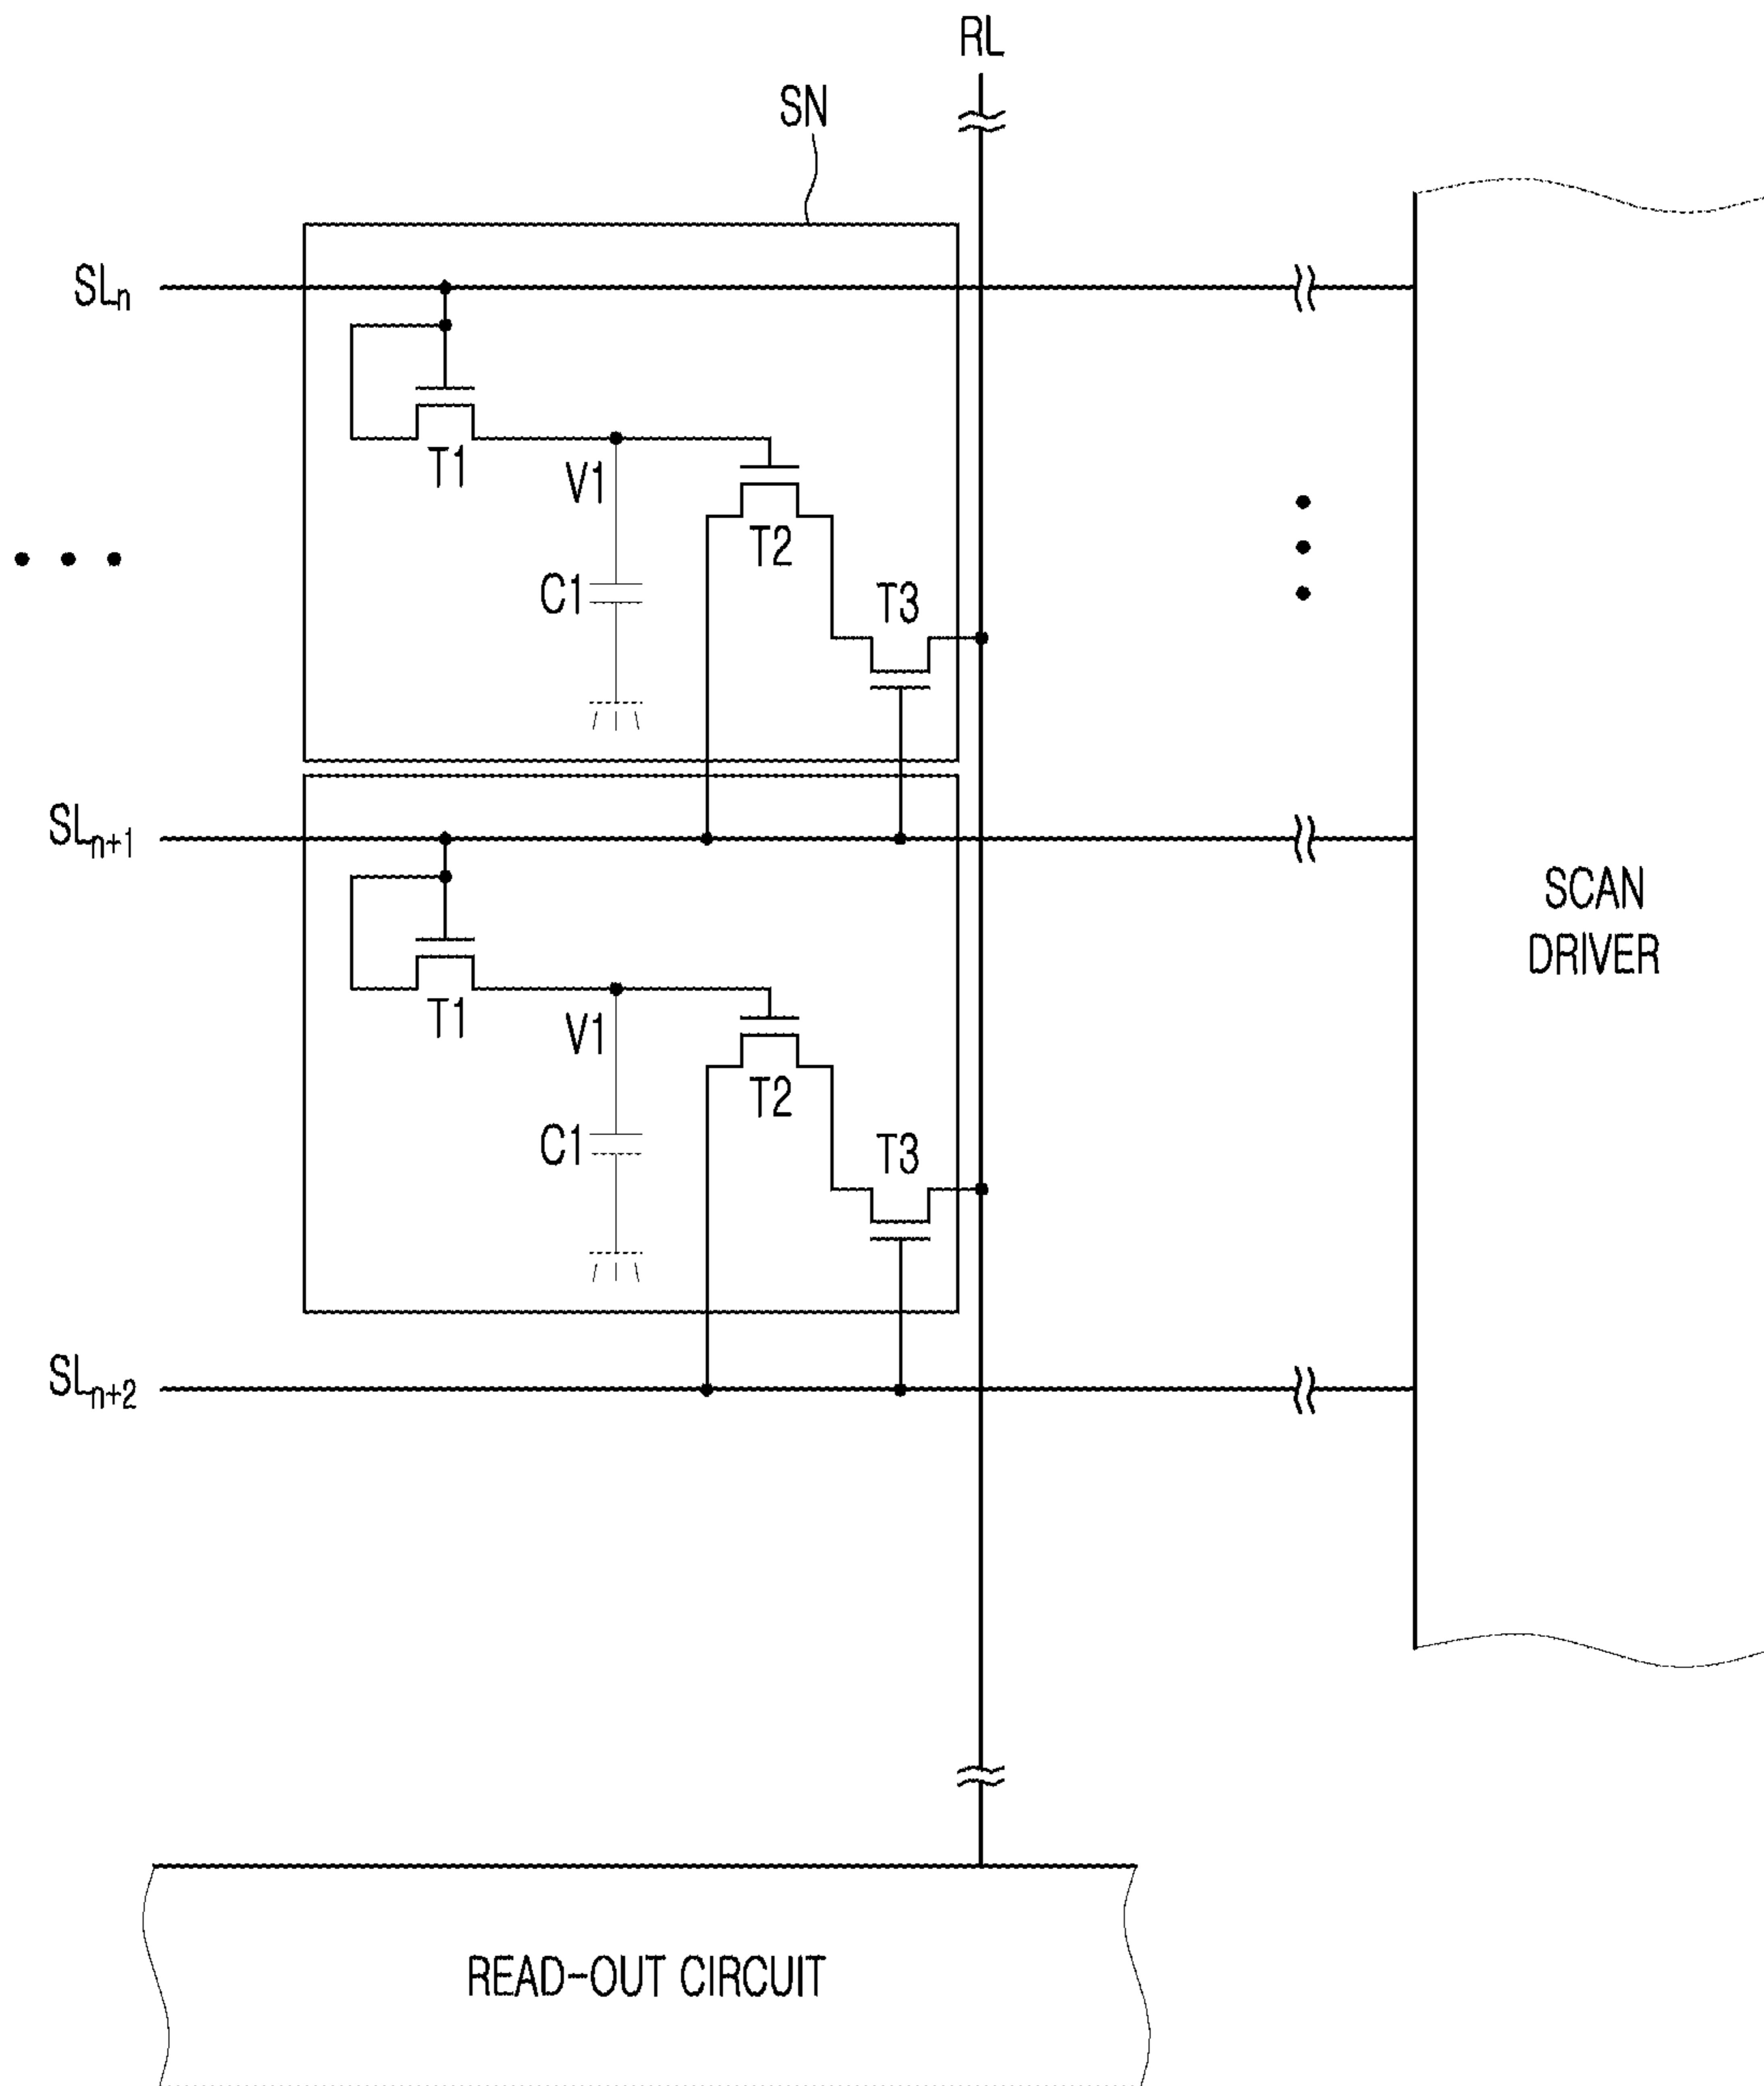 RL
SN
SLn
T1
V1
T2
C1
T3
SLn+1
SCAN
DRIVER
T1
V1
T2
C1
T3
SLn+2
READ-OUT CIRCUIT